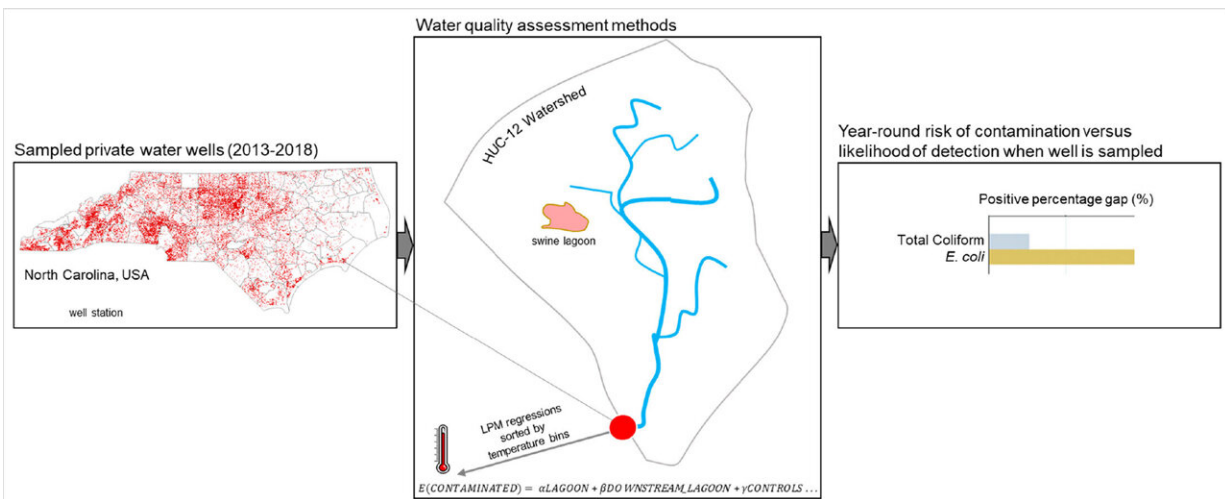 Water quality assessment methods
Sampled private water wells (2013-2018)
North Carolina, USA
well station
HUC-12 Watershed
swine lagoon
LPM regressions
sorted by
temperature bins
E(CONTAMINATED) = αLAGOON + βDOWNSTREAM_LAGOON + γCONTROLS ...
Year-round risk of contamination versus
likelihood of detection when well is sampled
Positive percentage gap (%)
Total Coliform
E. coli